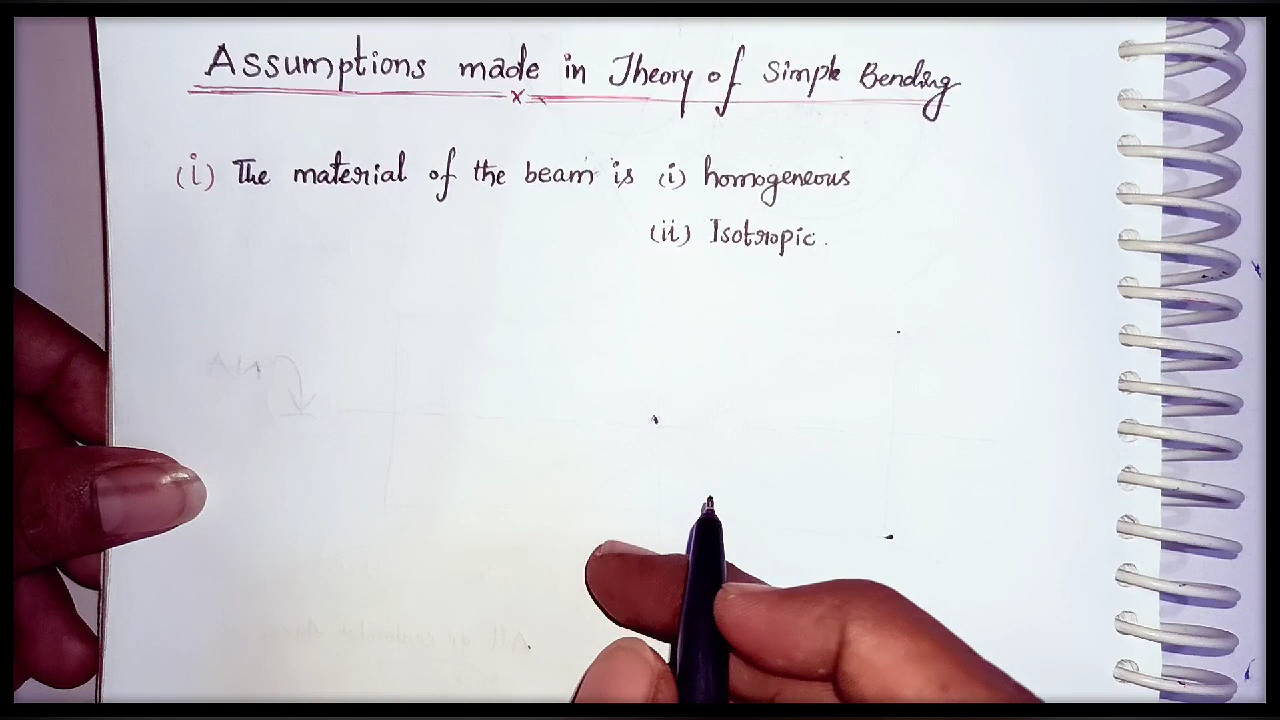 Assumptions made in Theory of Simple Bending
(i) The material of the beam is (i) homogeneous
(ii) Isotropic.